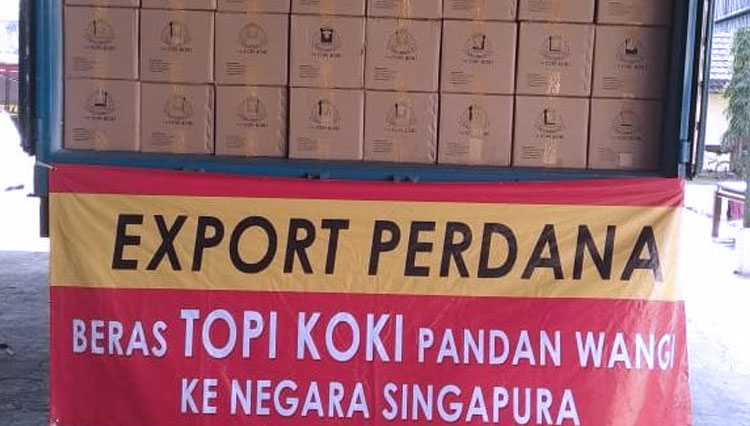 EXPORT PERDANA
BERAS TOPI KOKI PANDAN WANGI
KE NEGARA SINGAPURA